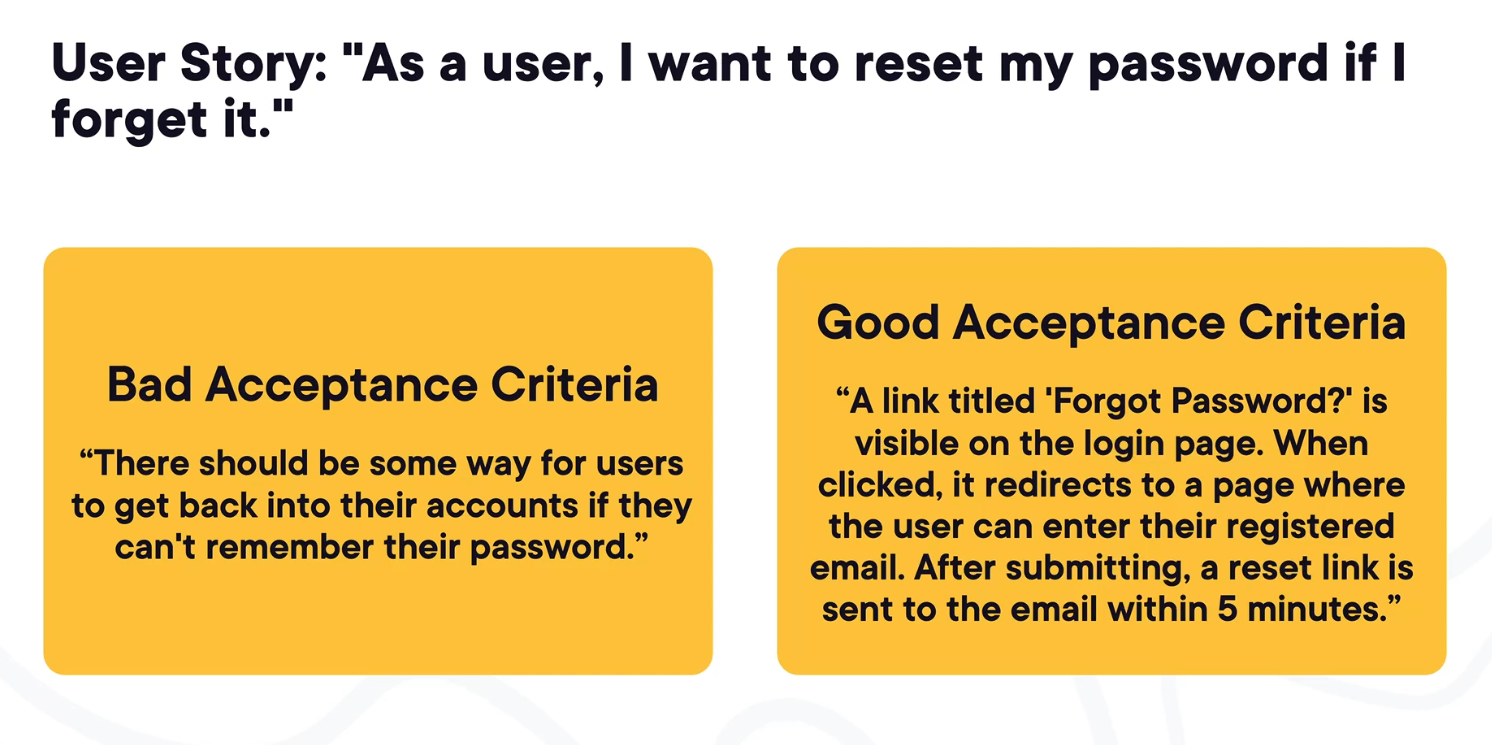 User Story: "As a user, I want to reset my password if I
forget it."
Bad Acceptance Criteria
“There should be some way for users
to get back into their accounts if they
can't remember their password.”
Good Acceptance Criteria
“A link titled 'Forgot Password?' is
visible on the login page. When
clicked, it redirects to a page where
the user can enter their registered
email. After submitting, a reset link is
sent to the email within 5 minutes.”